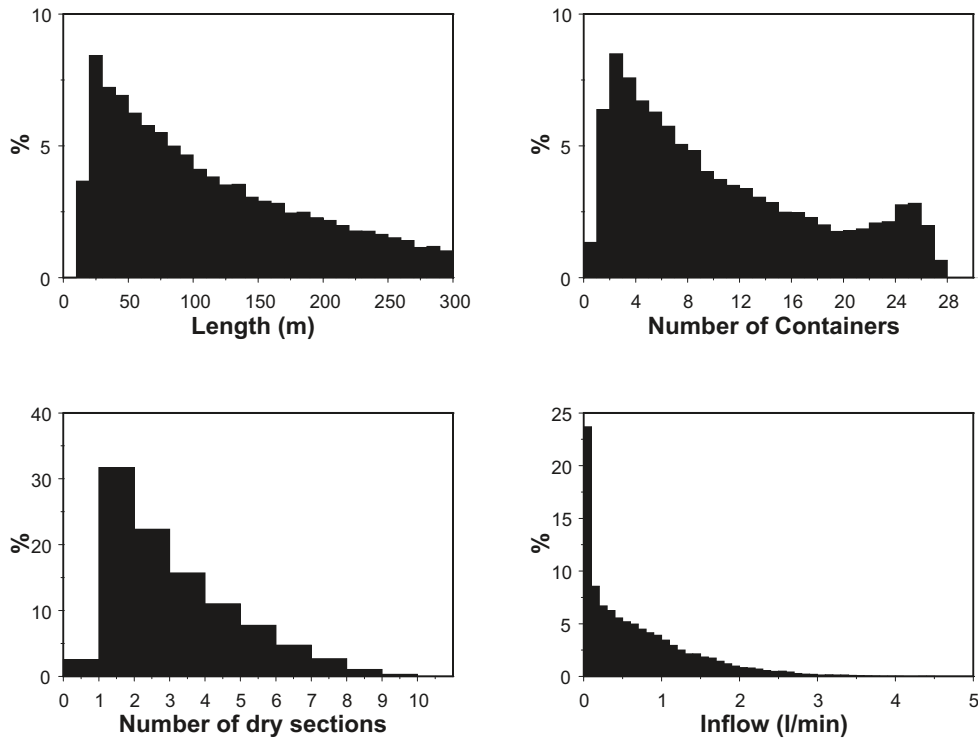 10
5
0
%
0 50 100 150 200 250 300
Length (m)
10
5
0
%
0 4 8 12 16 20 24 28
Number of Containers
40
30
20
10
0
%
0 1 2 3 4 5 6 7 8 9 10
Number of dry sections
25
20
15
10
5
0
%
0 1 2 3 4 5
Inflow (l/min)